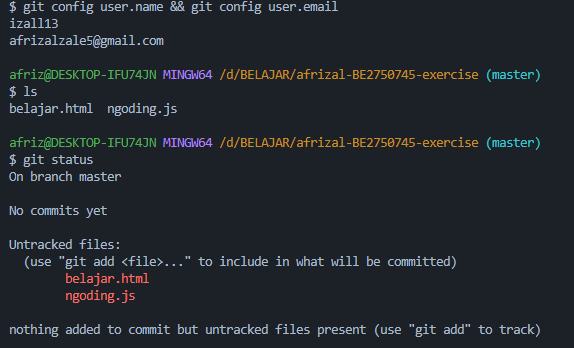 $ git config user.name && git config user.email
izall13
afrizalzale5@gmail.com
afriz@DESKTOP-IFU74JN MINGW64 /d/BELAJAR/afrizal-BE2750745-exercise (master)
$ ls
belajar.html  ngoding.js
afriz@DESKTOP-IFU74JN MINGW64 /d/BELAJAR/afrizal-BE2750745-exercise (master)
$ git status
On branch master
No commits yet
Untracked files:
  (use "git add <file>..." to include in what will be committed)
        belajar.html
        ngoding.js
nothing added to commit but untracked files present (use "git add" to track)